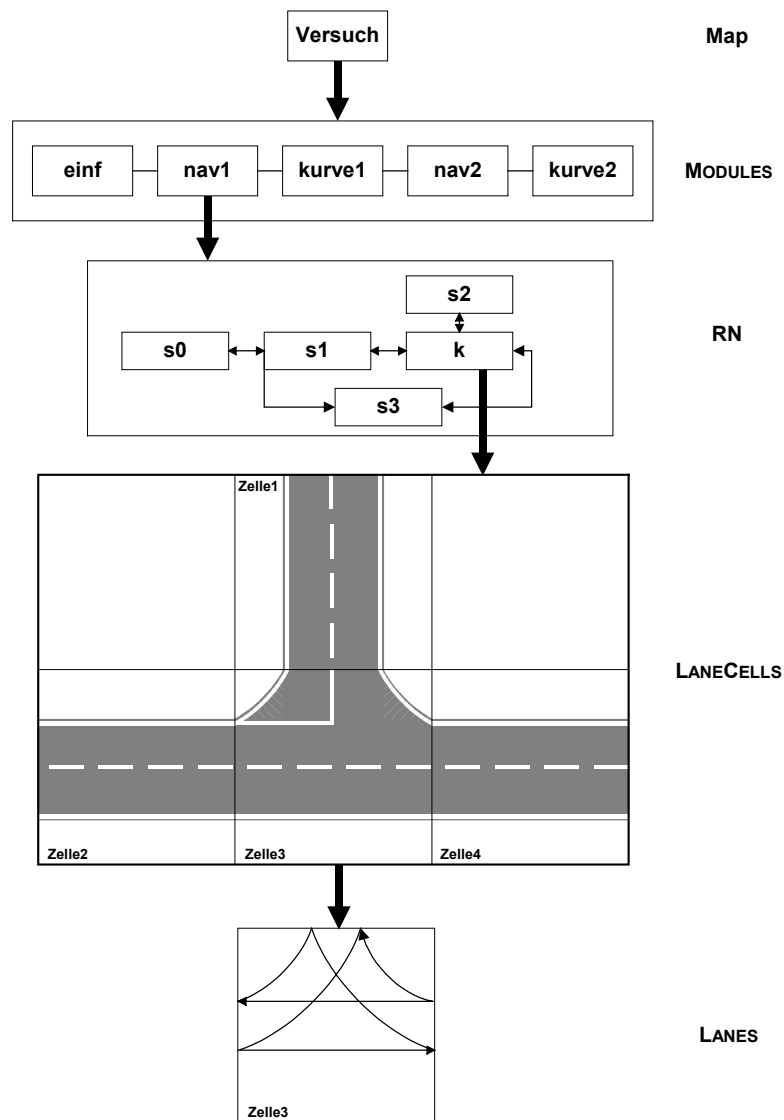 Versuch Map
einf nav1 kurve1 nav2 kurve2 MODULES
s2
RN
s0 s1 k
s3
Zelle1
LANECELLS
Zelle2 Zelle3 Zelle4
LANES
Zelle3